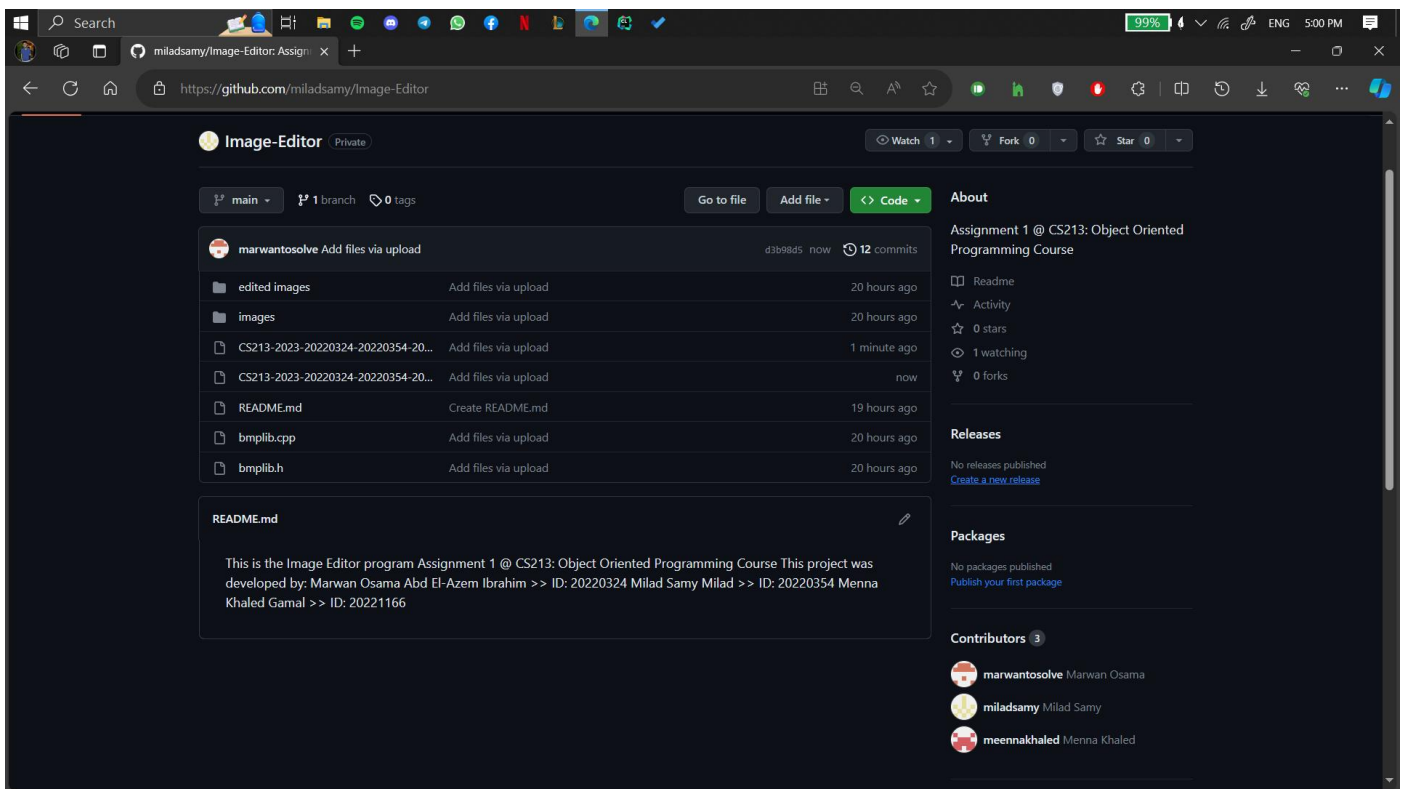 Search
99% ENG 5:00 PM
miladsamy/Image-Editor: Assign
https://github.com/miladsamy/Image-Editor
Image-Editor Private
Watch 1 Fork 0 Star 0
main 1 branch 0 tags Go to file Add file <> Code
marwantosolve Add files via upload d3b98d5 now 12 commits
edited images Add files via upload 20 hours ago
images Add files via upload 20 hours ago
CS213-2023-20220324-20220354-20... Add files via upload 1 minute ago
CS213-2023-20220324-20220354-20... Add files via upload now
README.md Create README.md 19 hours ago
bmplib.cpp Add files via upload 20 hours ago
bmplib.h Add files via upload 20 hours ago
README.md
This is the Image Editor program Assignment 1 @ CS213: Object Oriented Programming Course This project was
developed by: Marwan Osama Abd El-Azem Ibrahim >> ID: 20220324 Milad Samy Milad >> ID: 20220354 Menna
Khaled Gamal >> ID: 20221166
About
Assignment 1 @ CS213: Object Oriented
Programming Course
Readme
Activity
0 stars
1 watching
0 forks
Releases
No releases published
Create a new release
Packages
No packages published
Publish your first package
Contributors 3
marwantosolve Marwan Osama
miladsamy Milad Samy
meennakhaled Menna Khaled